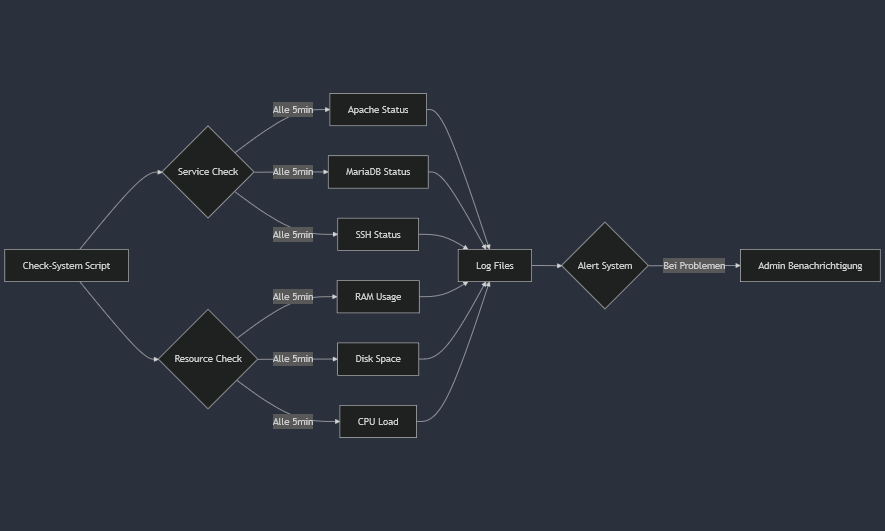 Alle 5min
Apache Status
Service Check
Alle 5min
MariaDB Status
Alle 5min
SSH Status
Check-System Script
Log Files
Alert System
Bei Problemen
Admin Benachrichtigung
Alle 5min
RAM Usage
Resource Check
Alle 5min
Disk Space
Alle 5min
CPU Load